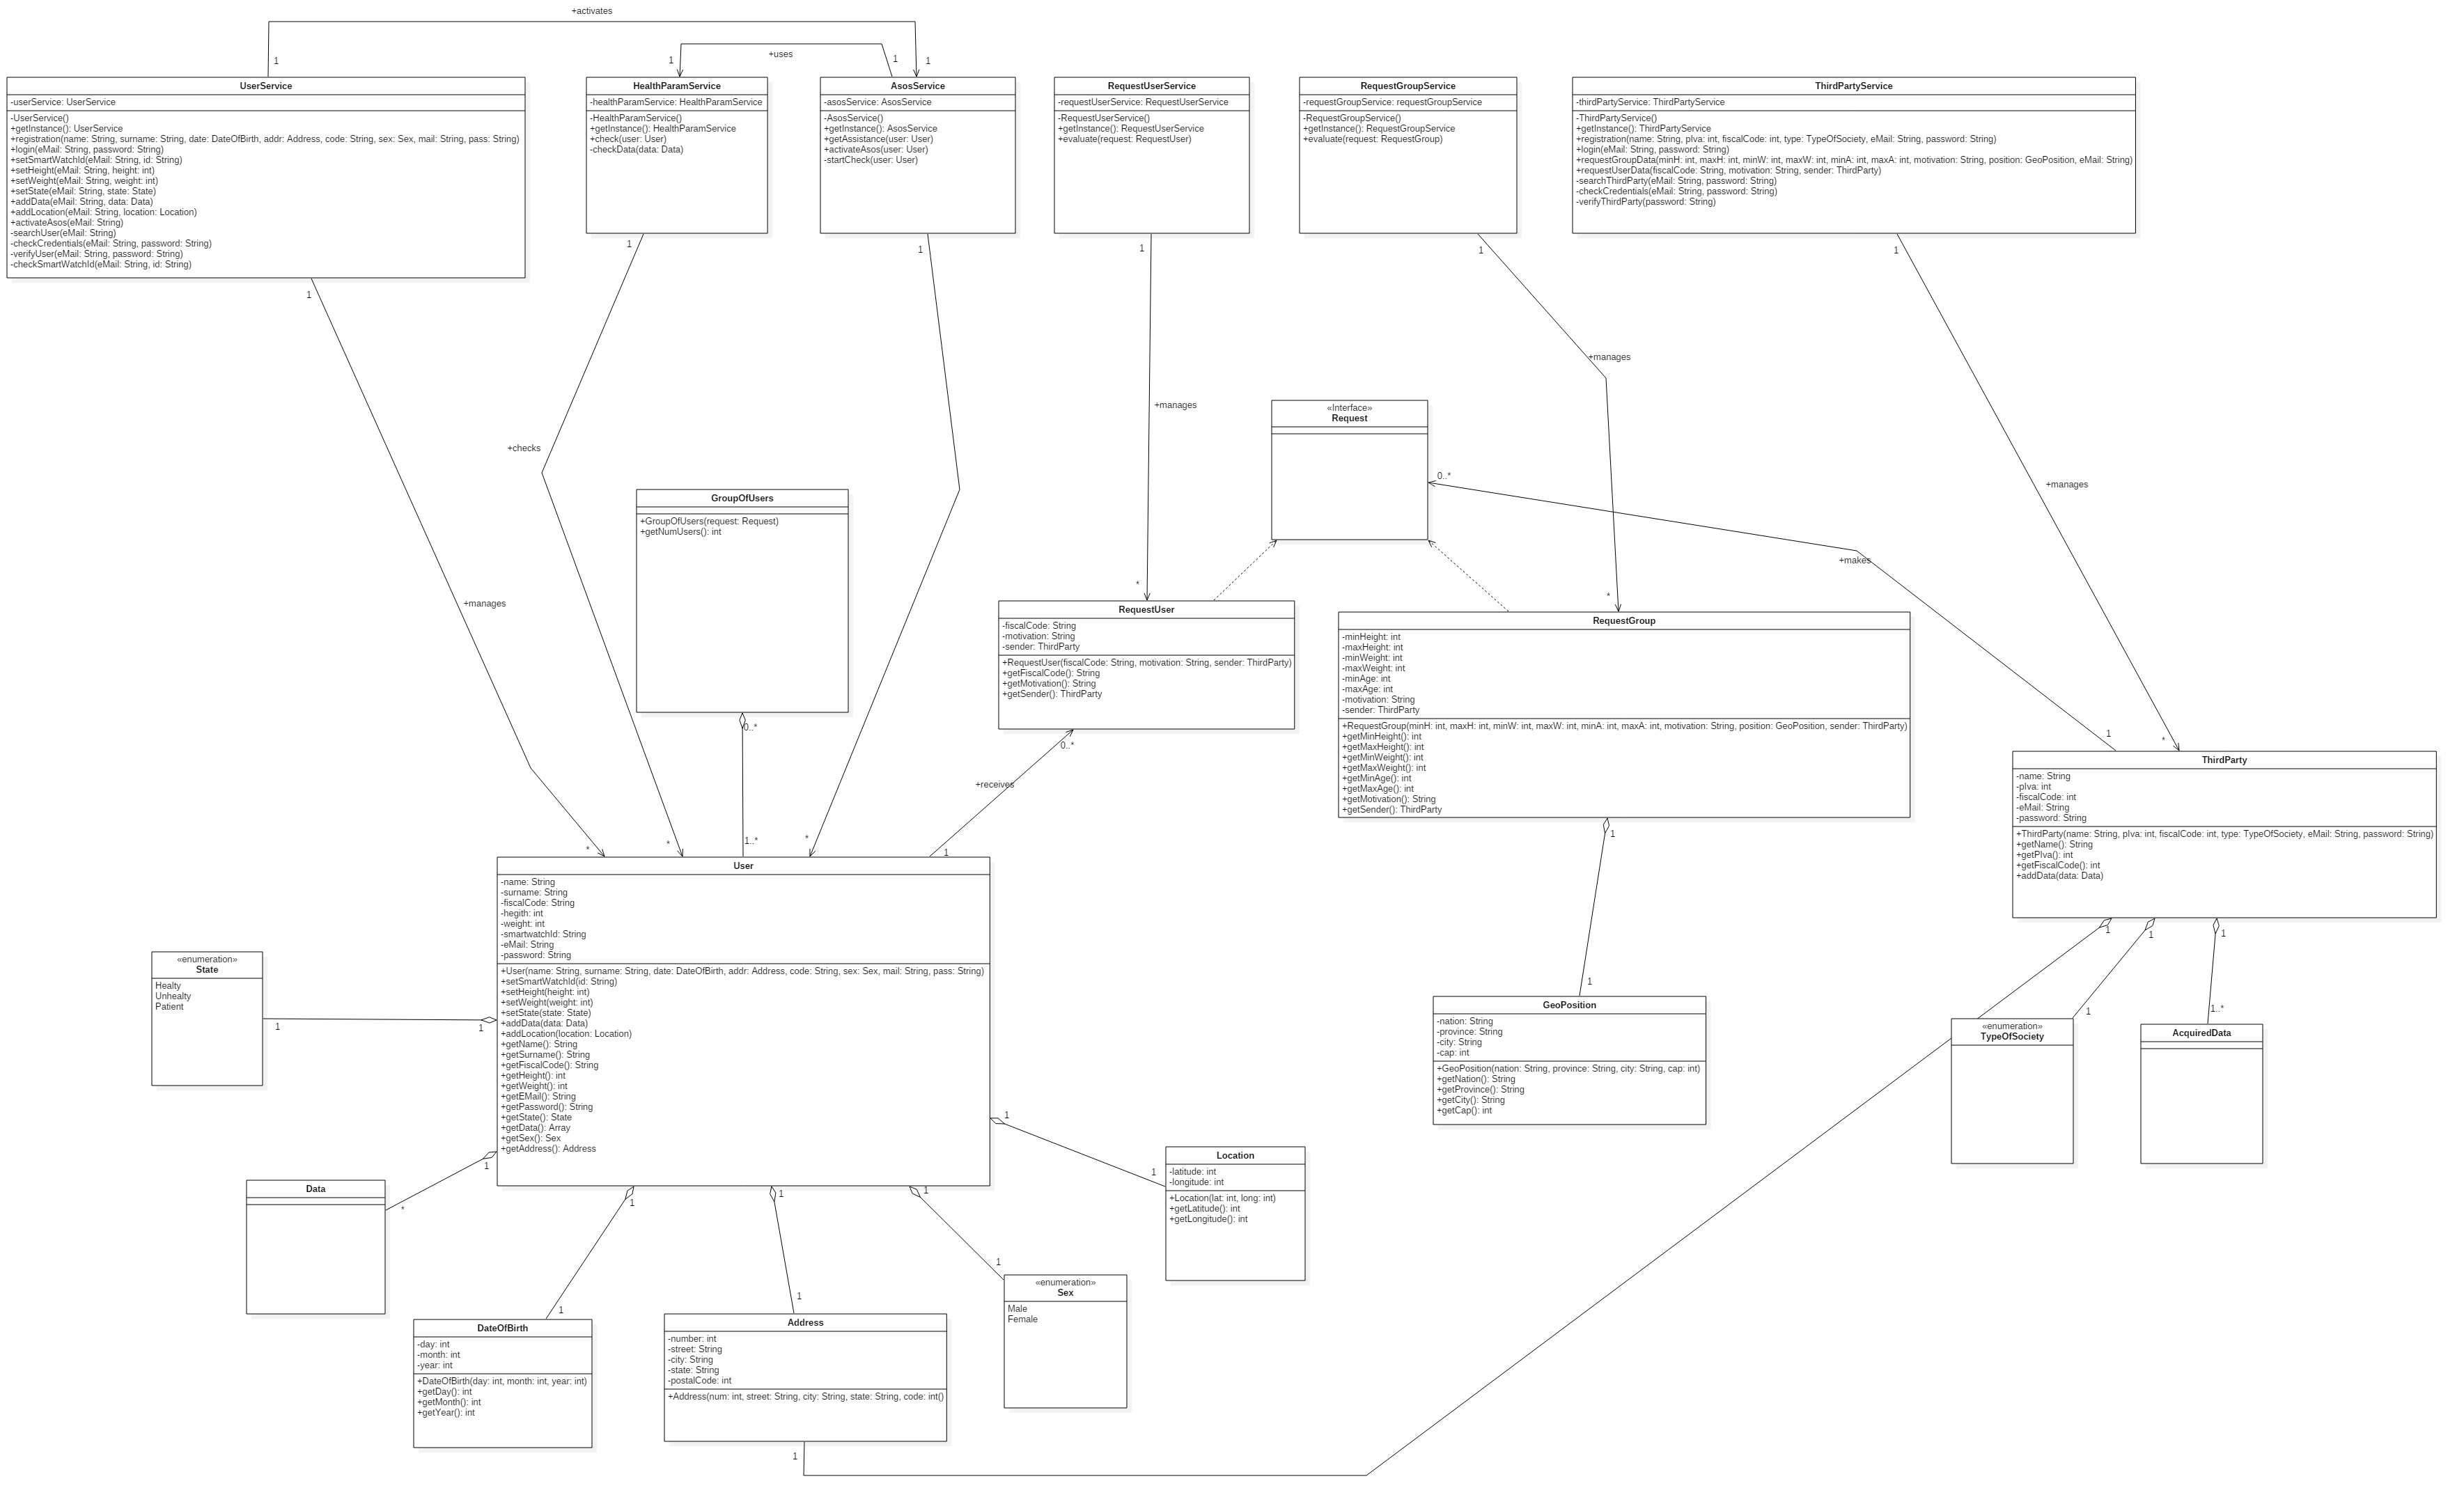 +activates
+uses
1
1
1
1
UserService
-userService: UserService
-UserService()
+getInstance(): UserService
+registration(name: String, surname: String, date: DateOfBirth, addr: Address, code: String, sex: Sex, mail: String, pass: String)
+login(eMail: String, password: String)
+setSmartWatchId(eMail: String, id: String)
+setHeight(eMail: String, height: int)
+setWeight(eMail: String, weight: int)
+setState(eMail: String, state: State)
+addData(eMail: String, data: Data)
+addLocation(eMail: String, location: Location)
+activateAsos(eMail: String)
-searchUser(eMail: String)
-checkCredentials(eMail: String, password: String)
-verifyUser(eMail: String, password: String)
-checkSmartWatchId(eMail: String, id: String)
HealthParamService
-healthParamService: HealthParamService
-HealthParamService()
+getInstance(): HealthParamService
+check(user: User)
-checkData(data: Data)
AsosService
-asosService: AsosService
-AsosService()
+getInstance(): AsosService
+getAssistance(user: User)
+activateAsos(user: User)
-startCheck(user: User)
RequestUserService
-requestUserService: RequestUserService
-RequestUserService()
+getInstance(): RequestUserService
+evaluate(request: RequestUser)
RequestGroupService
-requestGroupService: requestGroupService
-RequestGroupService()
+getInstance(): RequestGroupService
+evaluate(request: RequestGroup)
ThirdPartyService
-thirdPartyService: ThirdPartyService
-ThirdPartyService()
+getInstance(): ThirdPartyService
+registration(name: String, pIva: int, fiscalCode: int, type: TypeOfSociety, eMail: String, password: String)
+login(eMail: String, password: String)
+requestGroupData(minH: int, maxH: int, minW: int, maxW: int, minA: int, maxA: int, motivation: String, position: GeoPosition, eMail: String)
+requestUserData(fiscalCode: String, motivation: String, sender: ThirdParty)
-searchThirdParty(eMail: String, password: String)
-checkCredentials(eMail: String, password: String)
-verifyThirdParty(password: String)
1
1
1
1
1
1
+manages
+manages
+checks
+manages
+manages
+makes
+receives
«Interface»
Request
0..*
GroupOfUsers
+GroupOfUsers(request: Request)
+getNumUsers(): int
0..*
1..*
*
RequestUser
-fiscalCode: String
-motivation: String
-sender: ThirdParty
+RequestUser(fiscalCode: String, motivation: String, sender: ThirdParty)
+getFiscalCode(): String
+getMotivation(): String
+getSender(): ThirdParty
0..*
*
RequestGroup
-minHeight: int
-maxHeight: int
-minWeight: int
-maxWeight: int
-minAge: int
-maxAge: int
-motivation: String
-sender: ThirdParty
+RequestGroup(minH: int, maxH: int, minW: int, maxW: int, minA: int, maxA: int, motivation: String, position: GeoPosition, sender: ThirdParty)
+getMinHeight(): int
+getMaxHeight(): int
+getMinWeight(): int
+getMaxWeight(): int
+getMinAge(): int
+getMaxAge(): int
+getMotivation(): String
+getSender(): ThirdParty
1
1
*
ThirdParty
-name: String
-pIva: int
-fiscalCode: int
-eMail: String
-password: String
+ThirdParty(name: String, pIva: int, fiscalCode: int, type: TypeOfSociety, eMail: String, password: String)
+getName(): String
+getPIva(): int
+getFiscalCode(): int
+addData(data: Data)
1
1
1
*
*
*
1
User
-name: String
-surname: String
-fiscalCode: String
-hegith: int
-weight: int
-smartwatchId: String
-eMail: String
-password: String
+User(name: String, surname: String, date: DateOfBirth, addr: Address, code: String, sex: Sex, mail: String, pass: String)
+setSmartWatchId(id: String)
+setHeight(height: int)
+setWeight(weight: int)
+setState(state: State)
+addData(data: Data)
+addLocation(location: Location)
+getName(): String
+getSurname(): String
+getFiscalCode(): String
+getHeight(): int
+getWeight(): int
+getEMail(): String
+getPassword(): String
+getState(): State
+getData(): Array
+getSex(): Sex
+getAddress(): Address
«enumeration»
State
Healty
Unhealty
Patient
1
1
1
1
GeoPosition
-nation: String
-province: String
-city: String
-cap: int
+GeoPosition(nation: String, province: String, city: String, cap: int)
+getNation(): String
+getProvince(): String
+getCity(): String
+getCap(): int
1
«enumeration»
TypeOfSociety
1..*
AcquiredData
1
1
Location
-latitude: int
-longitude: int
+Location(lat: int, long: int)
+getLatitude(): int
+getLongitude(): int
Data
*
1
1
1
1
1
DateOfBirth
-day: int
-month: int
-year: int
+DateOfBirth(day: int, month: int, year: int)
+getDay(): int
+getMonth(): int
+getYear(): int
1
Address
-number: int
-street: String
-city: String
-state: String
-postalCode: int
+Address(num: int, street: String, city: String, state: String, code: int()
1
«enumeration»
Sex
Male
Female